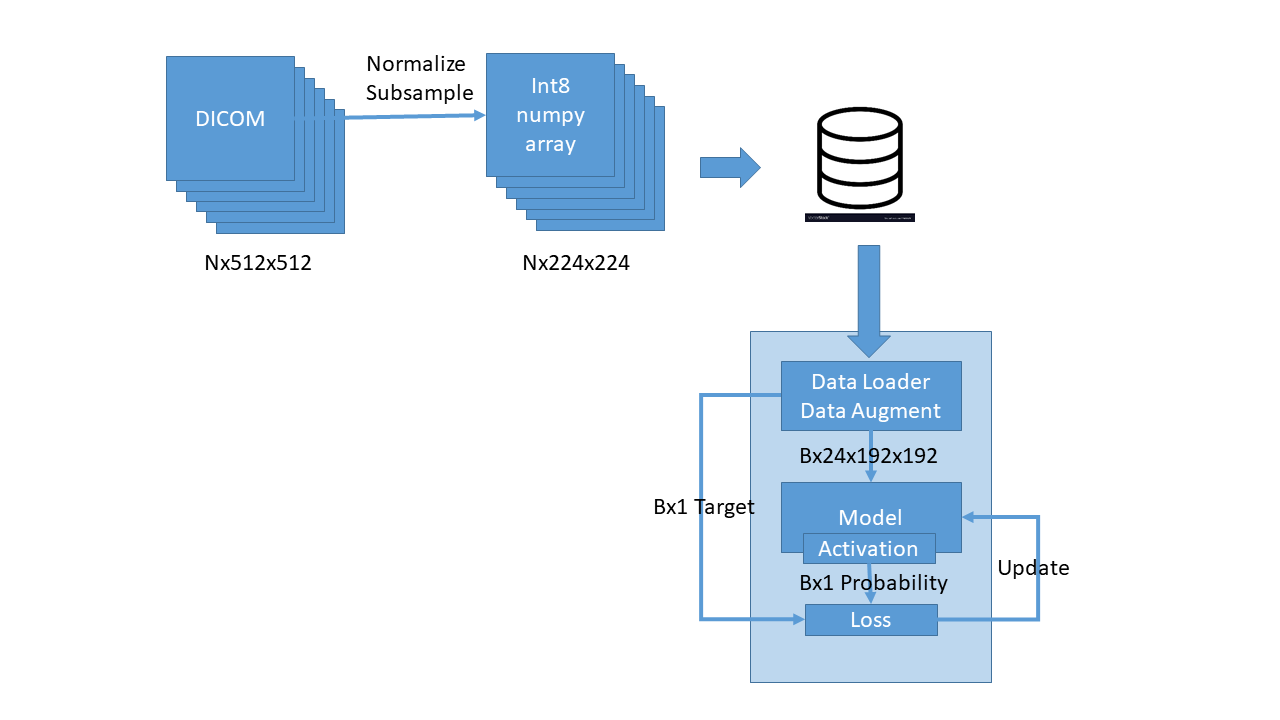 DICOM
Normalize
Subsample
Int8
numpy
array
Nx512x512
Nx224x224
Data Loader
Data Augment
Bx24x192x192
Bx1 Target
Model
Activation
Update
Bx1 Probability
Loss